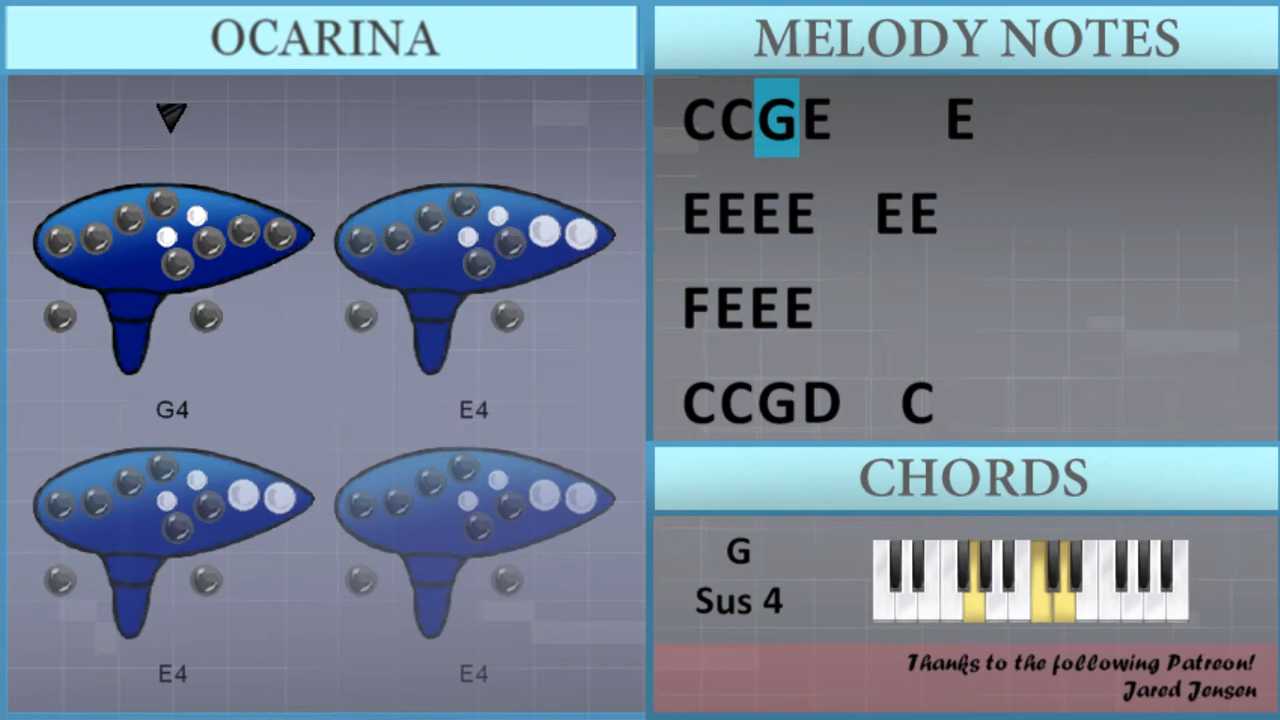 OCARINA
G4
E4
E4
E4
MELODY NOTES
CCGE E
EEEE EE
FEEE
CCGD C
CHORDS
G
Sus 4
Thanks to the following Patreon!
Jared Jensen